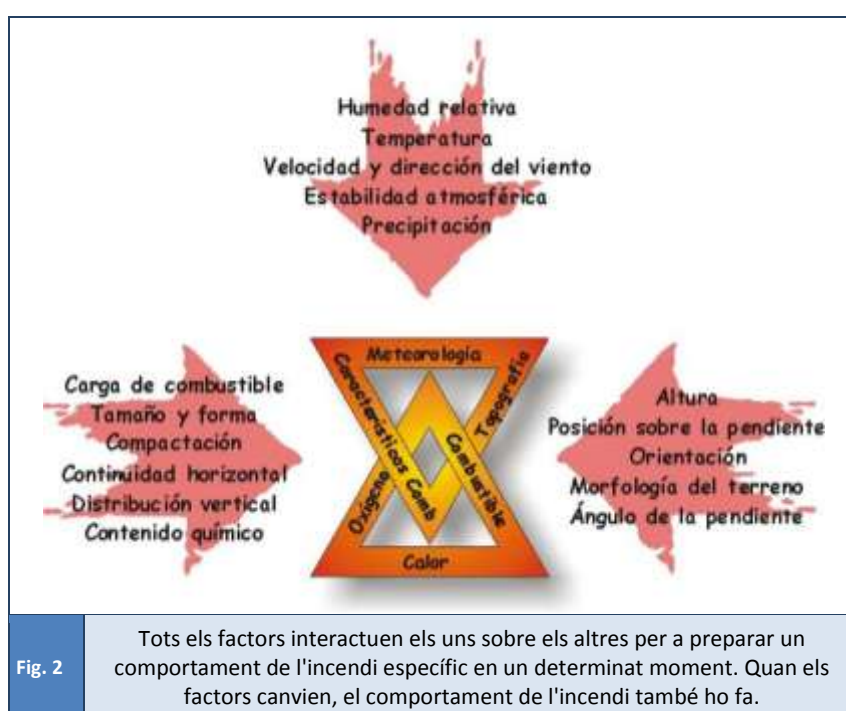 Humedad relativa
Temperatura
Velocidad y dirección del viento
Estabilidad atmosférica
Precipitación
Carga de combustible
Tamaño y forma
Compactación
Continuidad horizontal
Distribución vertical
Contenido químico
Meteorología
Topografía
Características Comb
Combustible
Oxígeno
Calor
Altura
Posición sobre la pendiente
Orientación
Morfología del terreno
Ángulo de la pendiente
Fig. 2
Tots els factors interactuen els uns sobre els altres per a preparar un
comportament de l'incendi específic en un determinat moment. Quan els
factors canvien, el comportament de l'incendi també ho fa.